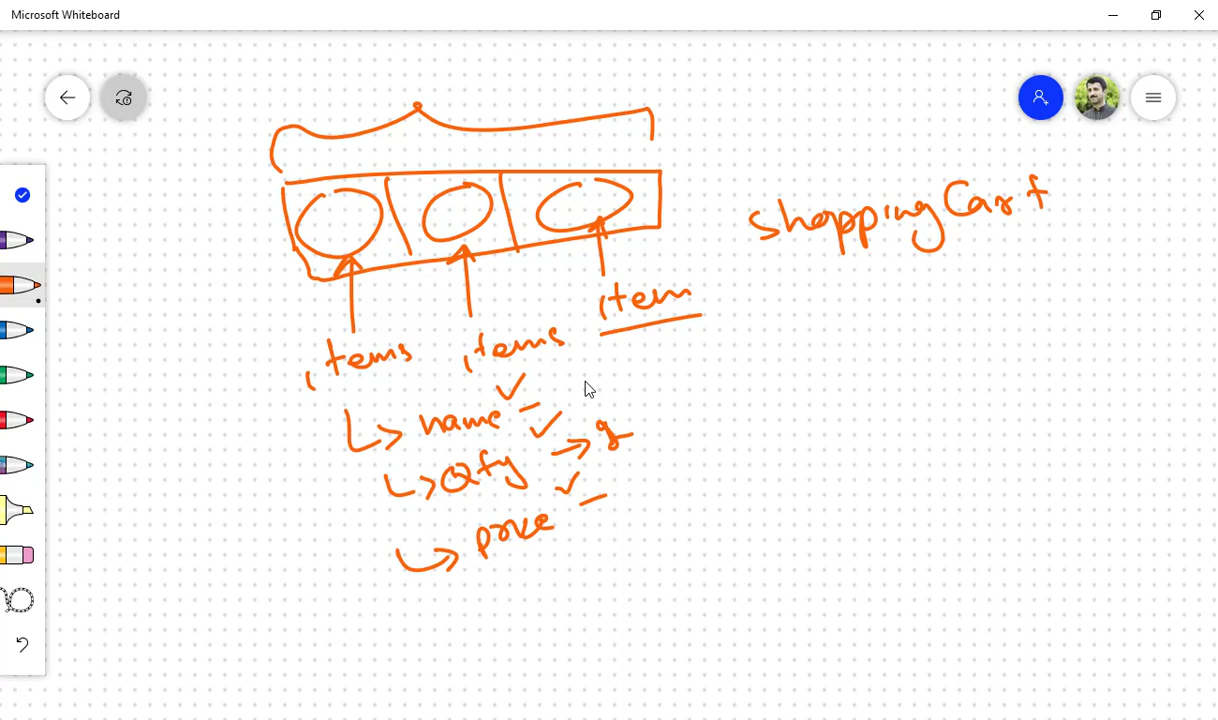 Microsoft Whiteboard
shoppingCart
item
items
items
name
Qty
price